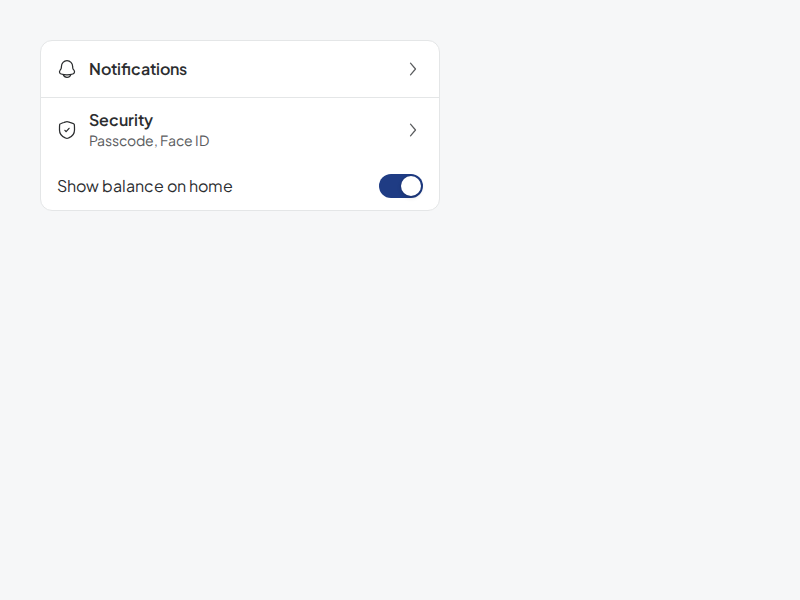 Notifications
Security
Passcode, Face ID
Show balance on home